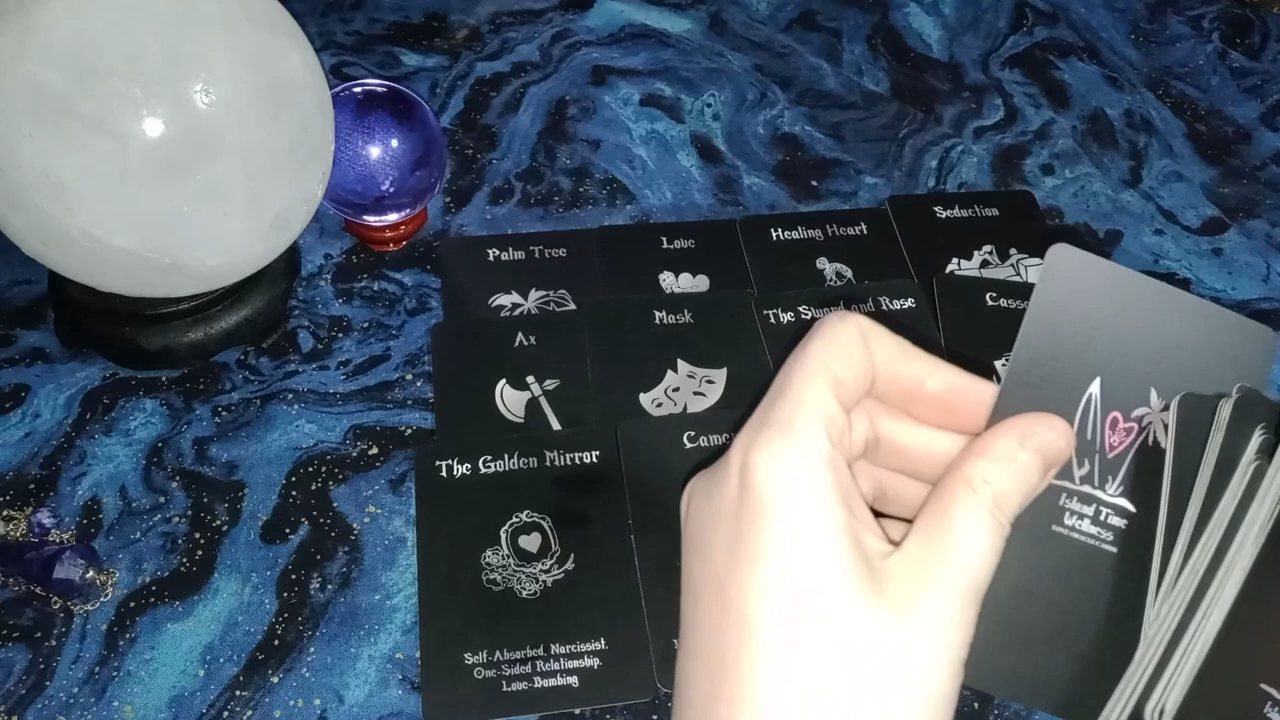 Palm Tree
Love
Healing Heart
Seduction
Ax
Mask
The Sword and Rose
The Golden Mirror
Self-Absorbed, Narcissist,
One-Sided Relationship,
Love-Bombing
Island Time
Wellness